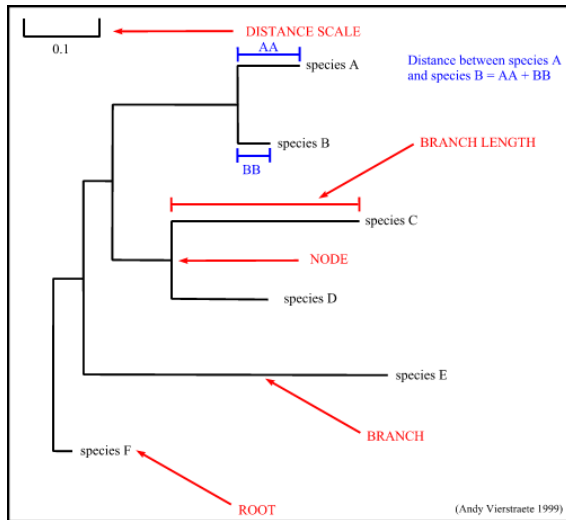 DISTANCE SCALE
0.1
AA
species A
Distance between species A
and species B = AA + BB
species B
BB
BRANCH LENGTH
species C
NODE
species D
species E
BRANCH
species F
ROOT
(Andy Vierstraete 1999)